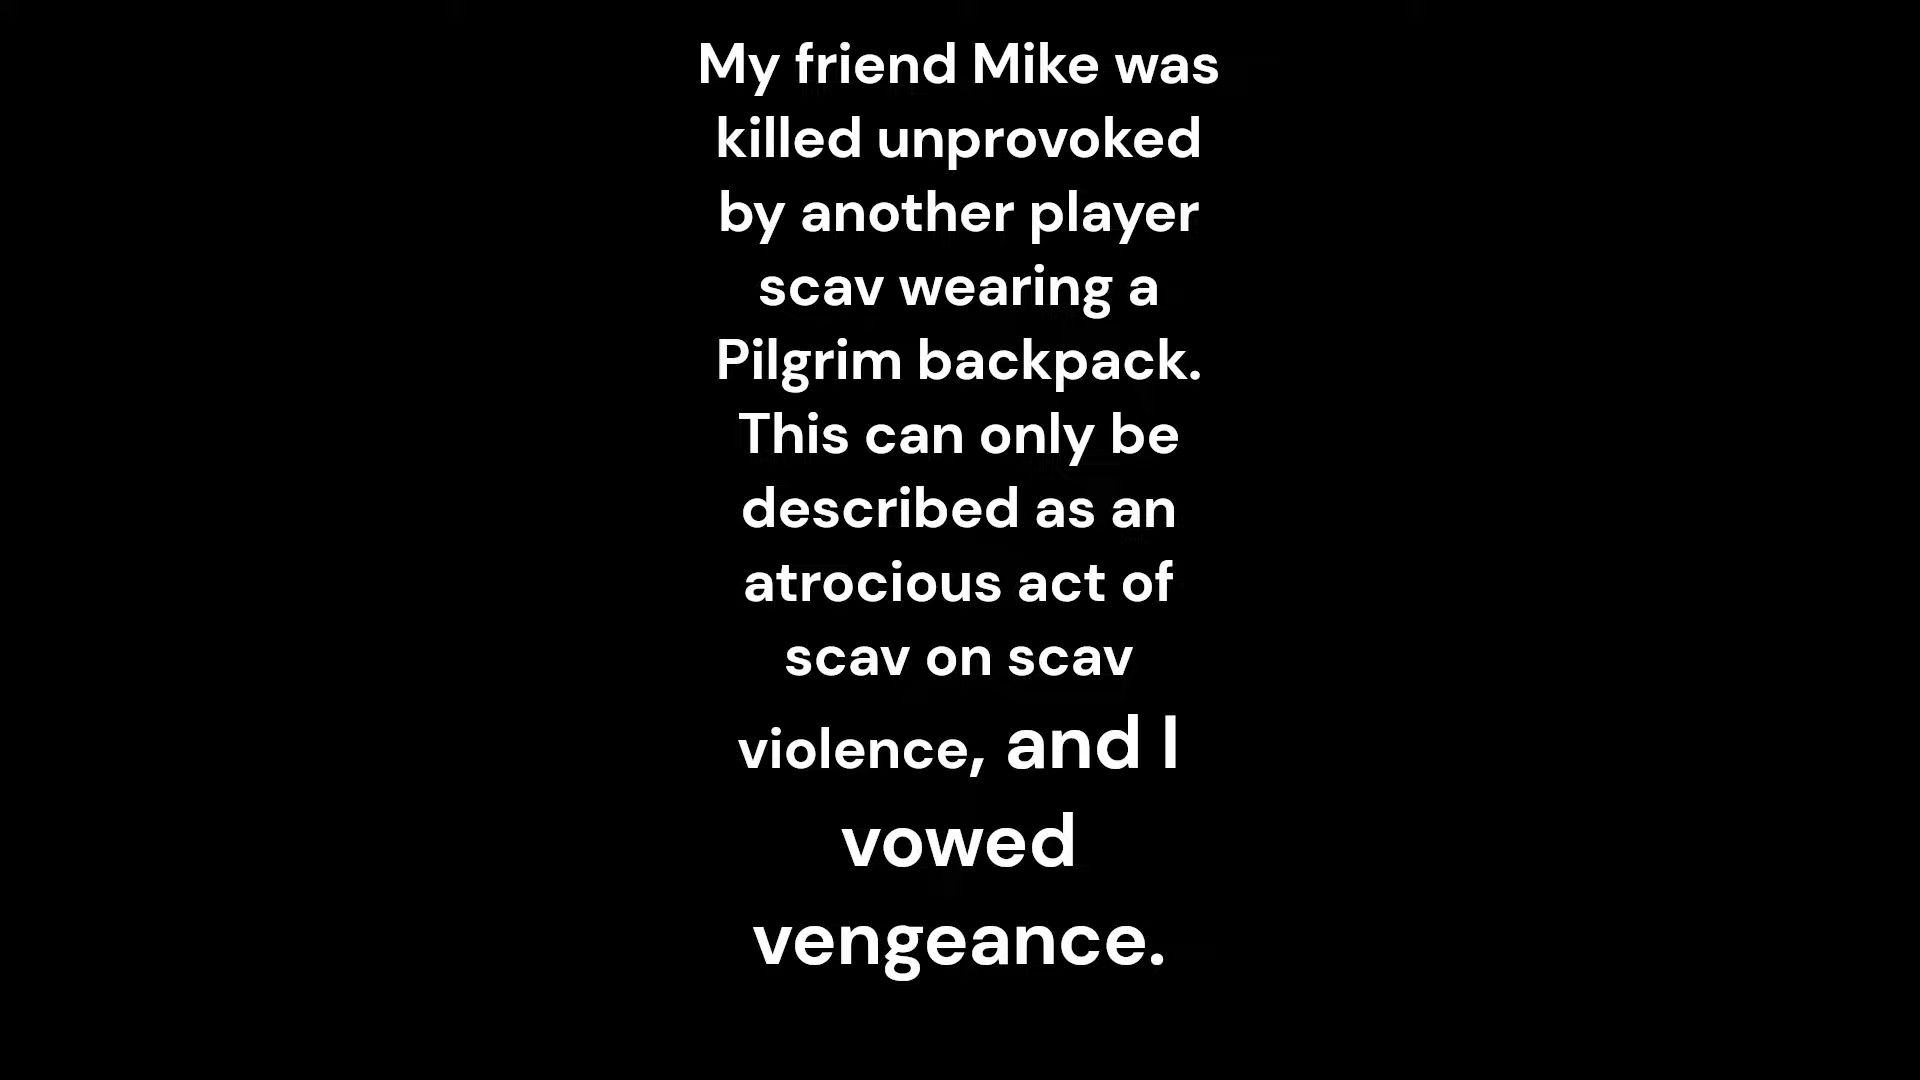 My friend Mike was
killed unprovoked
by another player
scav wearing a
Pilgrim backpack.
This can only be
described as an
atrocious act of
scav on scav
violence, and I
vowed
vengeance.